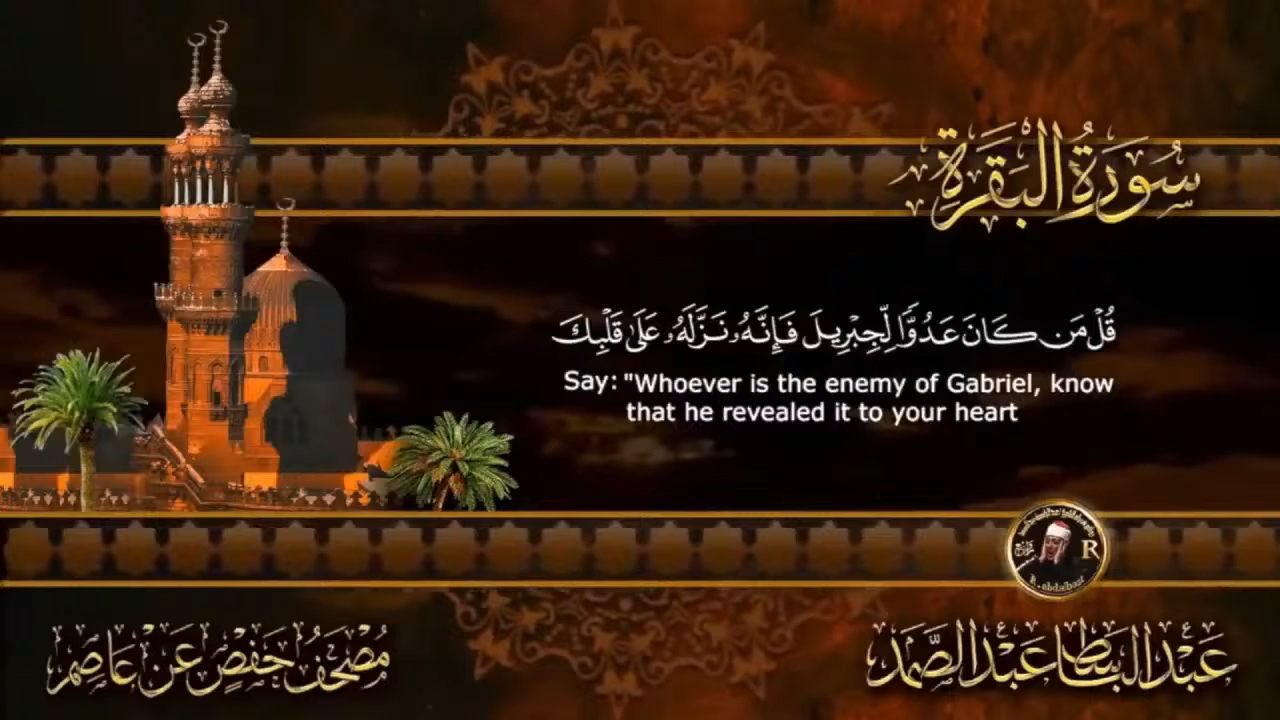 سُورَةُ البَقَرَةِ
قُلْ مَن كَانَ عَدُوًّا لِّجِبْرِيلَ فَإِنَّهُۥ نَزَّلَهُۥ عَلَىٰ قَلْبِكَ
Say: "Whoever is the enemy of Gabriel, know
that he revealed it to your heart
R
عَبْدُ البَاسِط عَبْدُ الصَّمَد
مُصْحَفُ حَفْصٍ عَنْ عَاصِمٍ